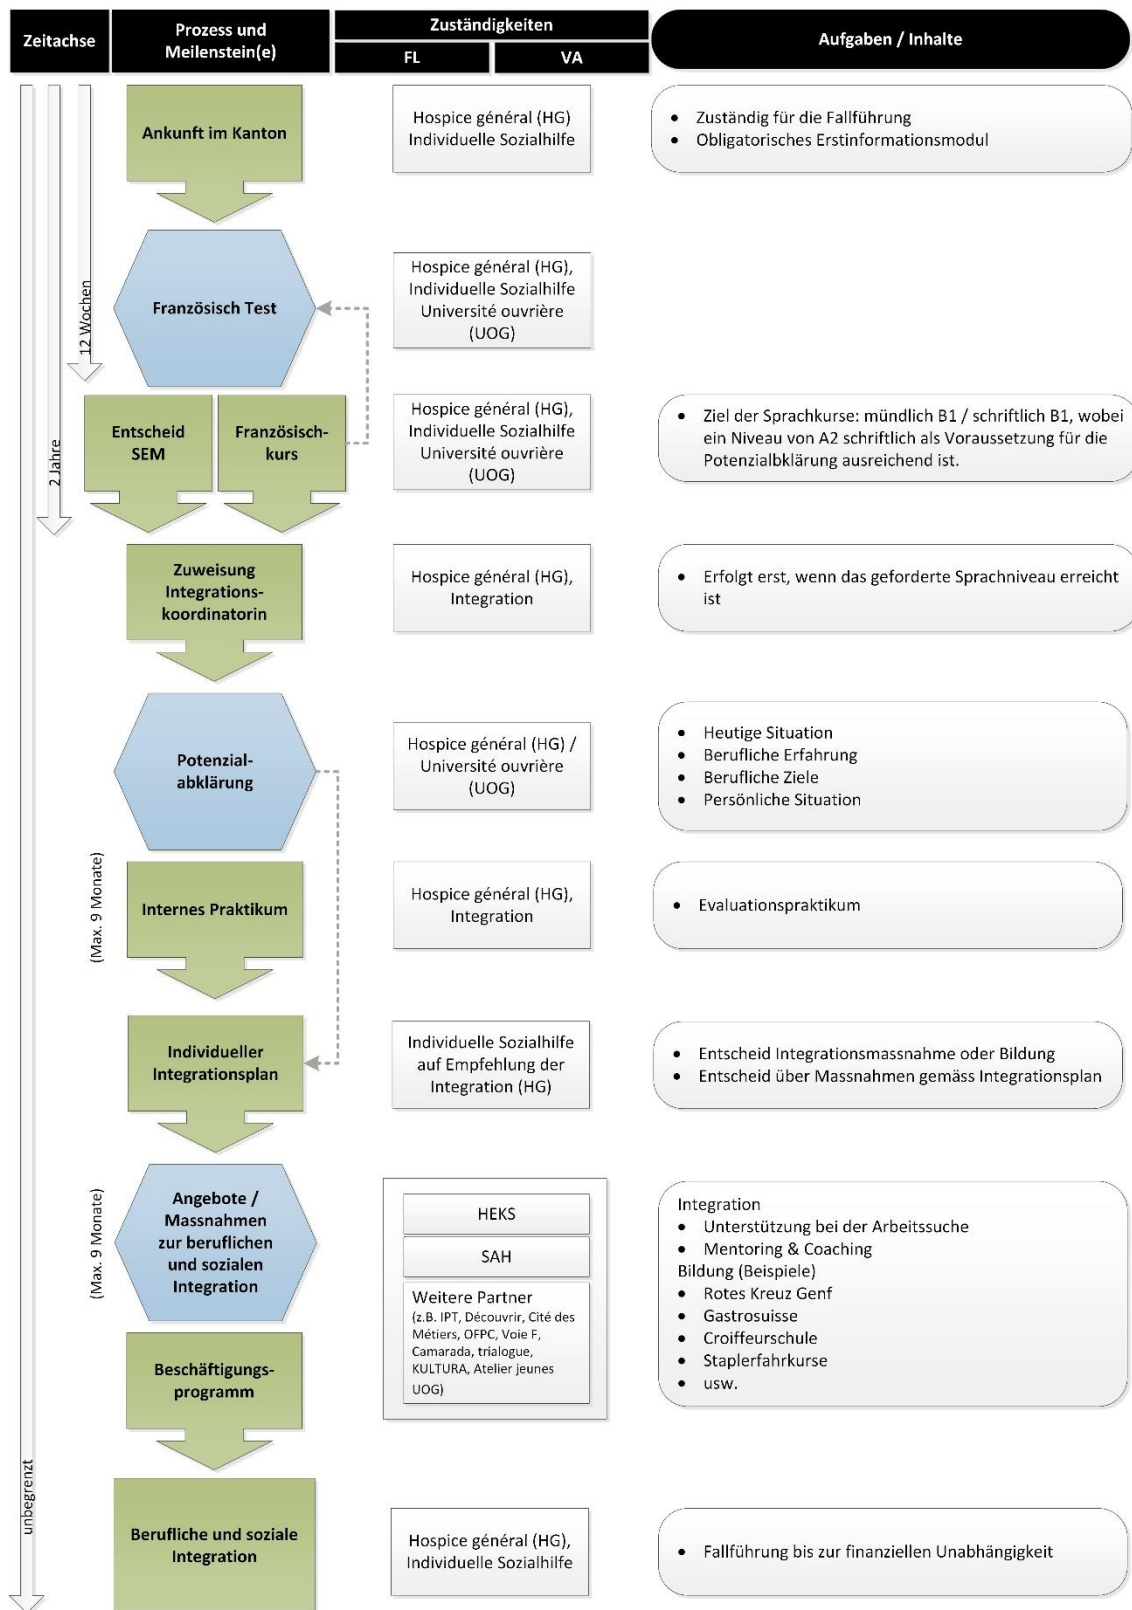 Zeitachse
Prozess und
Meilenstein(e)
Zuständigkeiten
FL
VA
Aufgaben / Inhalte
12 Wochen
2 Jahre
unbegrenzt
Ankunft im Kanton
Hospice général (HG)
Individuelle Sozialhilfe
• Zuständig für die Fallführung
• Obligatorisches Erstinformationsmodul
Französisch Test
Hospice général (HG),
Individuelle Sozialhilfe
Université ouvrière
(UOG)
Entscheid
SEM
Französisch-
kurs
Hospice général (HG),
Individuelle Sozialhilfe
Université ouvrière
(UOG)
• Ziel der Sprachkurse: mündlich B1 / schriftlich B1, wobei
ein Niveau von A2 schriftlich als Voraussetzung für die
Potenzialbklärung ausreichend ist.
Zuweisung
Integrations-
koordinatorin
Hospice général (HG),
Integration
• Erfolgt erst, wenn das geforderte Sprachniveau erreicht
ist
Potenzial-
abklärung
Hospice général (HG) /
Université ouvrière
(UOG)
• Heutige Situation
• Berufliche Erfahrung
• Berufliche Ziele
• Persönliche Situation
(Max. 9 Monate)
Internes Praktikum
Hospice général (HG),
Integration
• Evaluationspraktikum
Individueller
Integrationsplan
Individuelle Sozialhilfe
auf Empfehlung der
Integration (HG)
• Entscheid Integrationsmassnahme oder Bildung
• Entscheid über Massnahmen gemäss Integrationsplan
(Max. 9 Monate)
Angebote /
Massnahmen
zur beruflichen
und sozialen
Integration
HEKS
SAH
Weitere Partner
(z.B. IPT, Découvrir, Cité des
Métiers, OFPC, Voie F,
Camarada, trialogue,
KULTURA, Atelier jeunes
UOG)
Integration
• Unterstützung bei der Arbeitssuche
• Mentoring & Coaching
Bildung (Beispiele)
• Rotes Kreuz Genf
• Gastrosuisse
• Croiffeurschule
• Staplerfahrkurse
• usw.
Beschäftigungs-
programm
Berufliche und soziale
Integration
Hospice général (HG),
Individuelle Sozialhilfe
• Fallführung bis zur finanziellen Unabhängigkeit